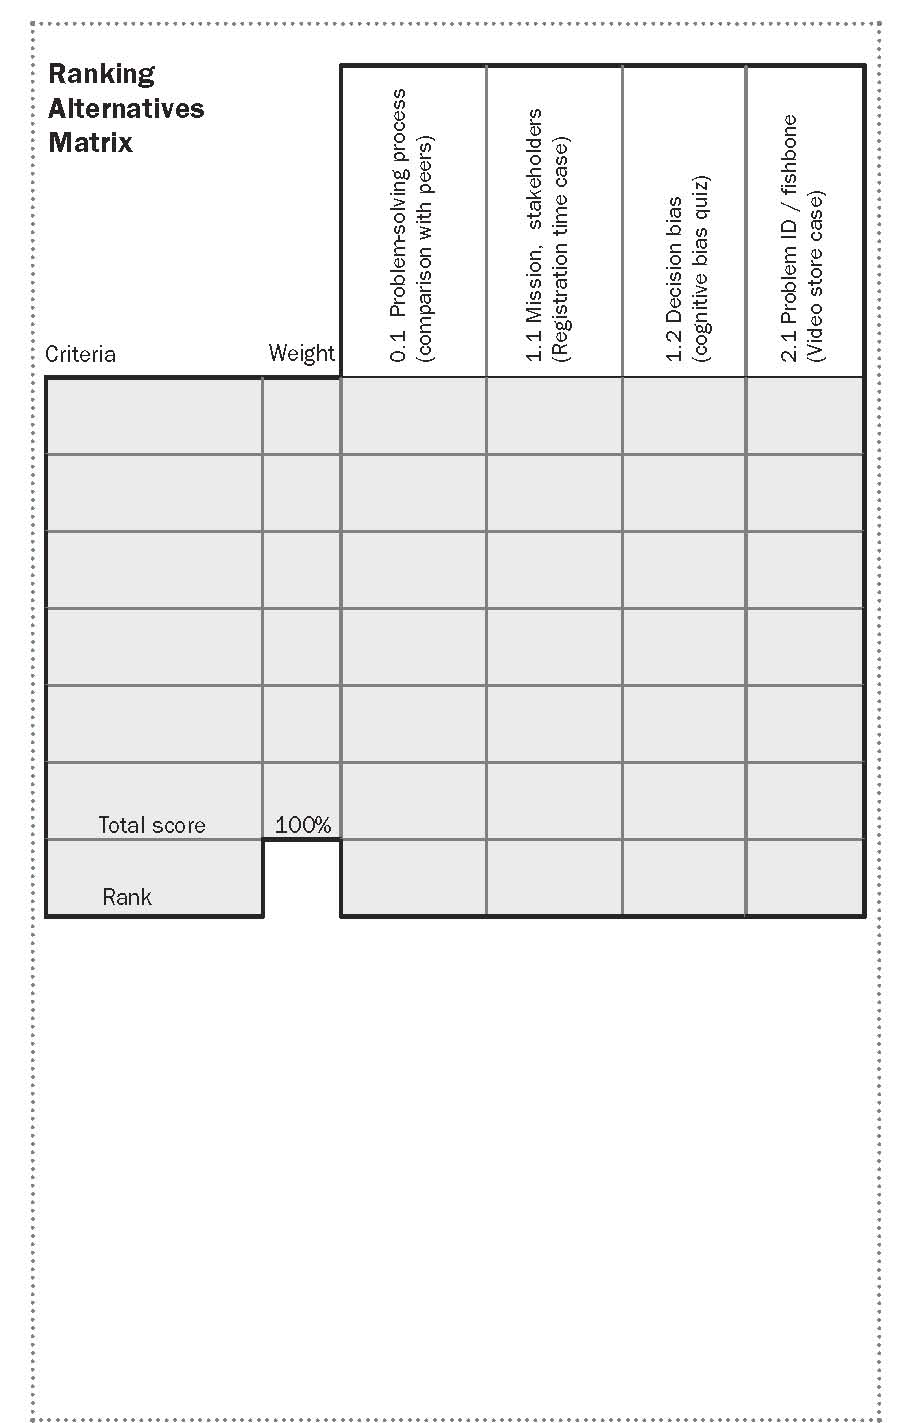 Ranking
Alternatives
Matrix
Criteria
Weight
0.1 Problem-solving process
(comparison with peers)
1.1 Mission, stakeholders
(Registration time case)
1.2 Decision bias
(cognitive bias quiz)
2.1 Problem ID / fishbone
(Video store case)
Total score
100%
Rank